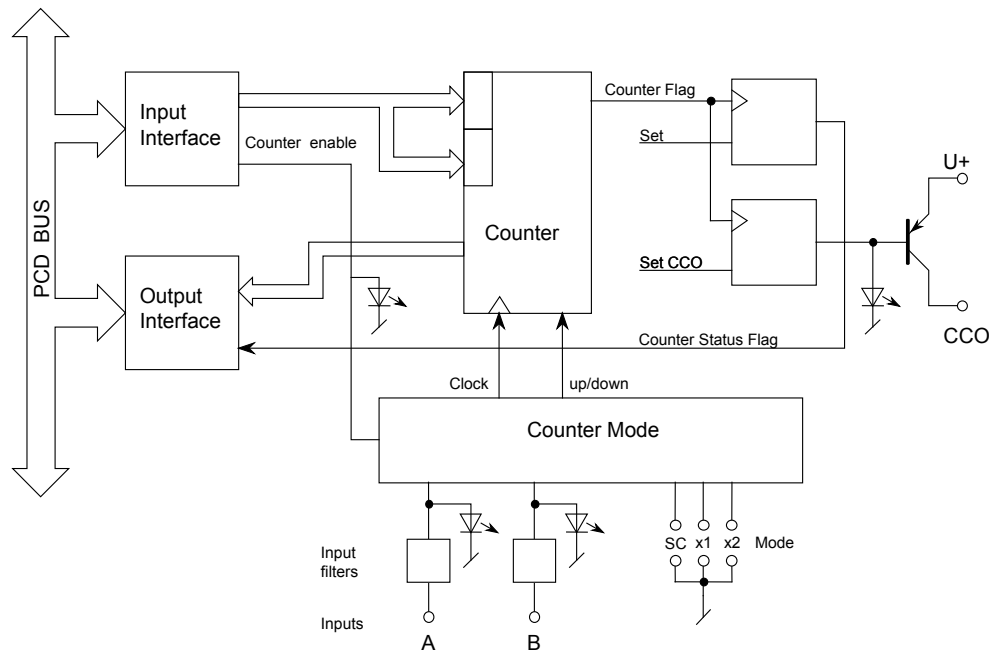 Input
Interface
Counter enable
PCD BUS
Output
Interface
Counter
Counter Flag
Set
Set CCO
U+
CCO
Counter Status Flag
Clock
up/down
Counter Mode
Input
filters
SC x1 x2 Mode
Inputs
A B